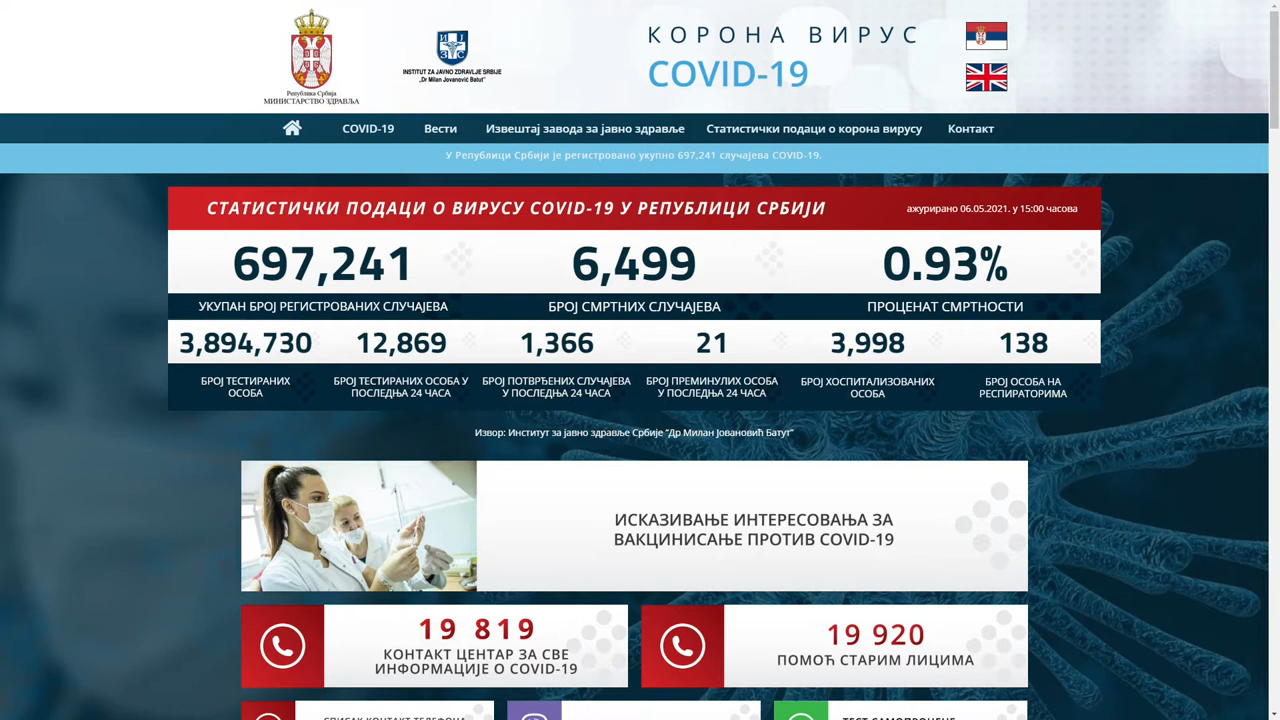 Република Србија
МИНИСТАРСТВО ЗДРАВЉА
INSTITUT ZA JAVNO ZDRAVLJE SRBIJE
„Dr Milan Jovanović Batut“
КОРОНА ВИРУС
COVID-19
COVID-19 Вести Извештај завода за јавно здравље Статистички подаци о корона вирусу Контакт
У Републици Србији је регистровано укупно 697,241 случајева COVID-19.
СТАТИСТИЧКИ ПОДАЦИ О ВИРУСУ COVID-19 У РЕПУБЛИЦИ СРБИЈИ
ажурирано 06.05.2021. у 15:00 часова
697,241 6,499 0.93%
УКУПАН БРОЈ РЕГИСТРОВАНИХ СЛУЧАЈЕВА БРОЈ СМРТНИХ СЛУЧАЈЕВА ПРОЦЕНАТ СМРТНОСТИ
3,894,730 12,869 1,366 21 3,998 138
БРОЈ ТЕСТИРАНИХ
ОСОБА
БРОЈ ТЕСТИРАНИХ ОСОБА У
ПОСЛЕДЊА 24 ЧАСА
БРОЈ ПОТВРЂЕНИХ СЛУЧАЈЕВА
У ПОСЛЕДЊА 24 ЧАСА
БРОЈ ПРЕМИНУЛИХ ОСОБА
У ПОСЛЕДЊА 24 ЧАСА
БРОЈ ХОСПИТАЛИЗОВАНИХ
ОСОБА
БРОЈ ОСОБА НА
РЕСПИРАТОРИМА
Извор: Институт за јавно здравље Србије “Др Милан Јовановић Батут”
ИСКАЗИВАЊЕ ИНТЕРЕСОВАЊА ЗА
ВАКЦИНИСАЊЕ ПРОТИВ COVID-19
19 819
КОНТАКТ ЦЕНТАР ЗА СВЕ
ИНФОРМАЦИЈЕ О COVID-19
19 920
ПОМОЋ СТАРИМ ЛИЦИМА